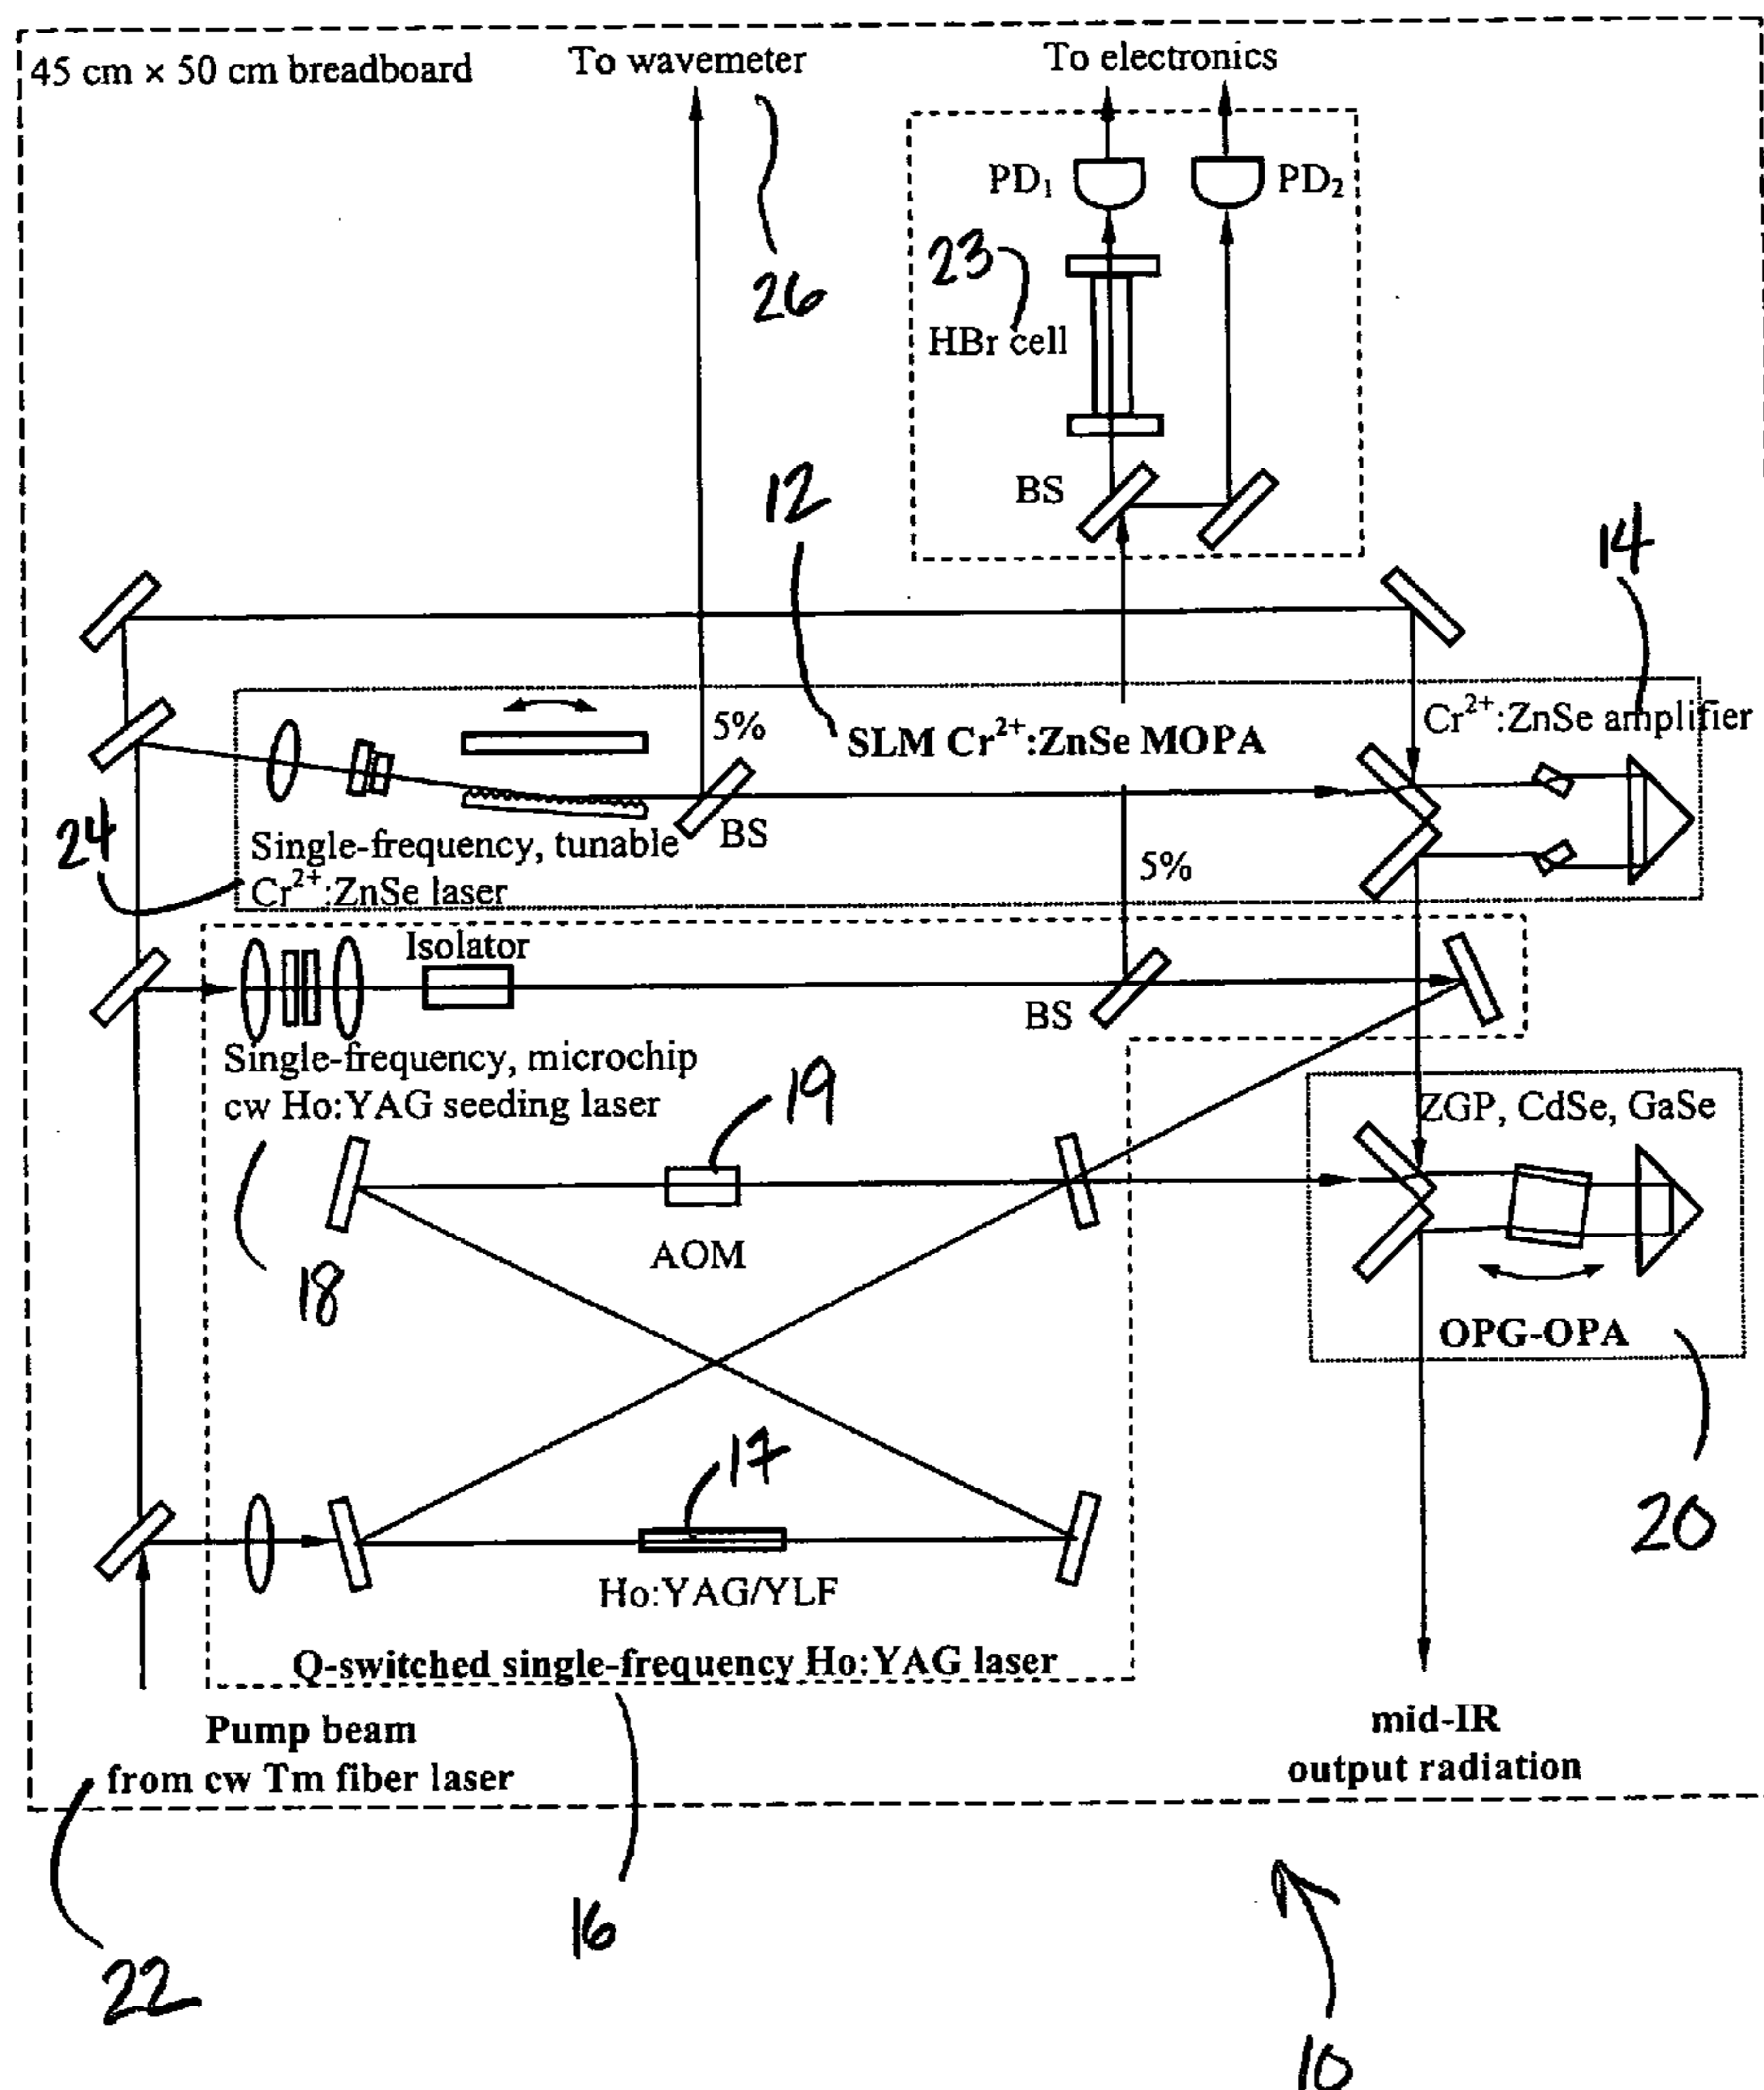 45 cm × 50 cm breadboard
To wavemeter
To electronics
26
PD₁
PD₂
23
HBr cell
BS
12
14
5%
SLM Cr²⁺:ZnSe MOPA
Cr²⁺:ZnSe amplifier
BS
24
Single-frequency, tunable
Cr²⁺:ZnSe laser
5%
Isolator
BS
Single-frequency, microchip
cw Ho:YAG seeding laser
19
ZGP, CdSe, GaSe
18
AOM
OPG-OPA
17
20
Ho:YAG/YLF
Q-switched single-frequency Ho:YAG laser
Pump beam
from cw Tm fiber laser
mid-IR
output radiation
16
22
10